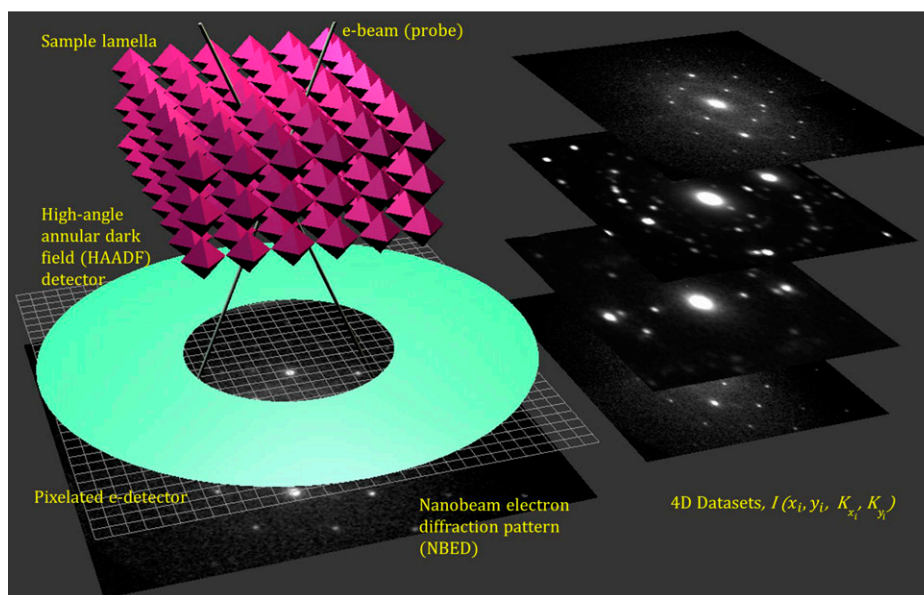 Sample lamella
e-beam (probe)
High-angle
annular dark
field (HAADF)
detector
Pixelated e-detector
Nanobeam electron
diffraction pattern
(NBED)
4D Datasets, I(xᵢ, yᵢ, Kₓᵢ, Kᵧᵢ)